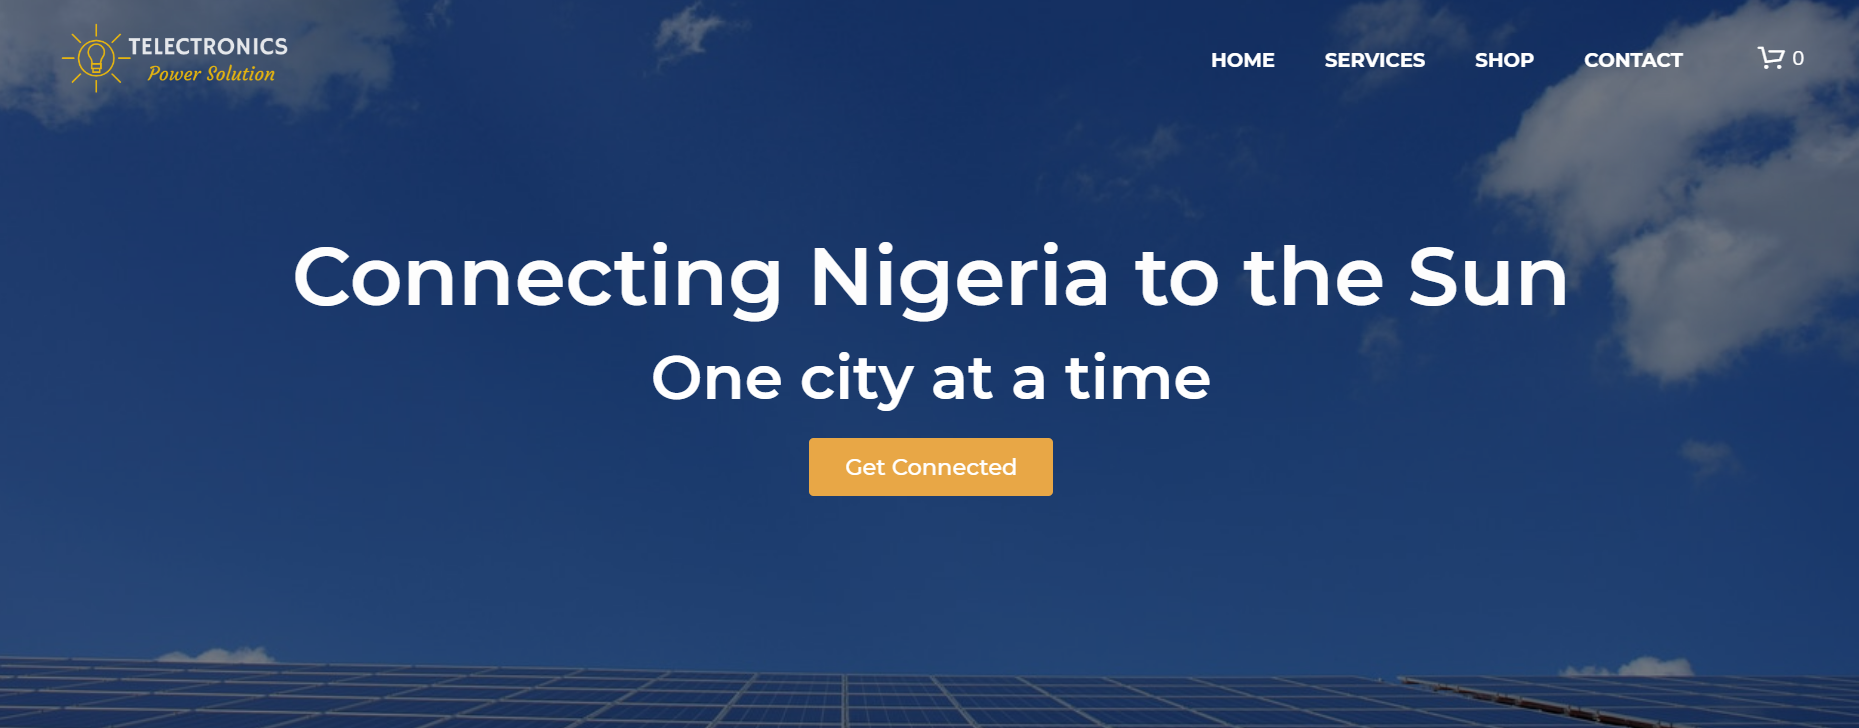 TELECTRONICS
Power Solution
HOME SERVICES SHOP CONTACT 0
Connecting Nigeria to the Sun
One city at a time
Get Connected